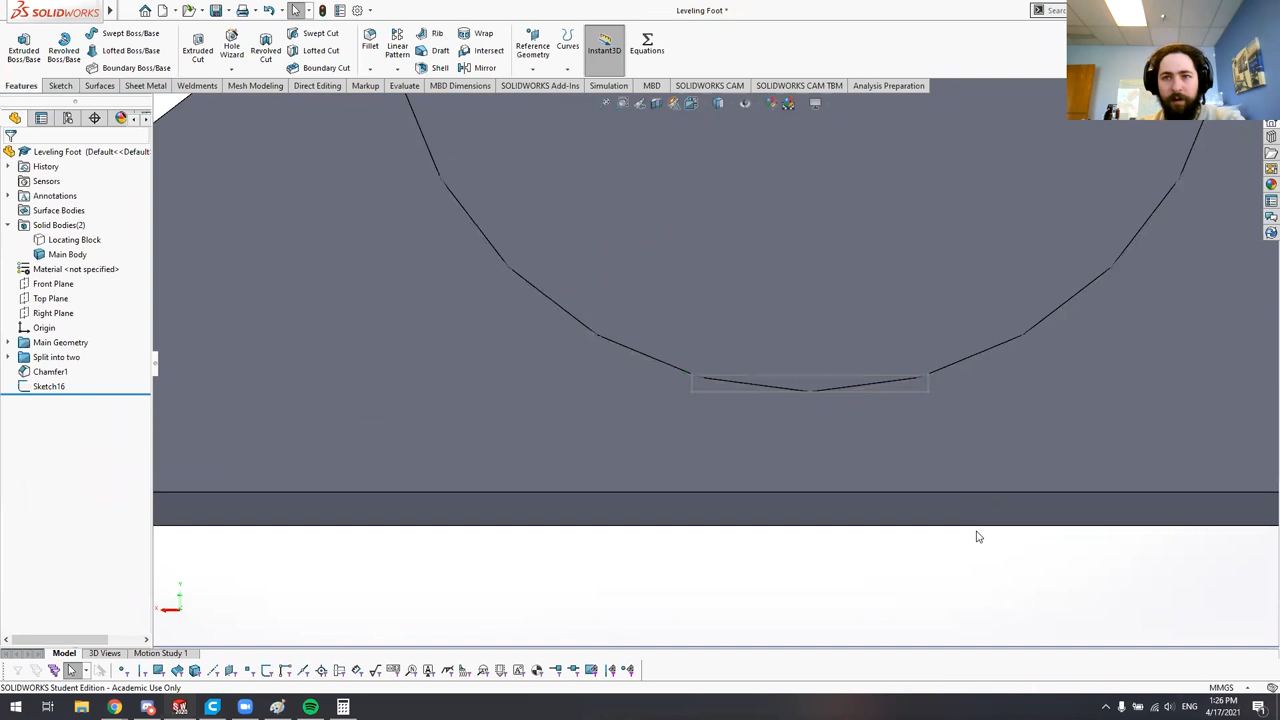 SOLIDWORKS
Leveling Foot *
Sear
Extruded Boss/Base
Revolved Boss/Base
Swept Boss/Base
Lofted Boss/Base
Boundary Boss/Base
Extruded Cut
Hole Wizard
Revolved Cut
Swept Cut
Lofted Cut
Boundary Cut
Fillet
Linear Pattern
Rib
Draft
Shell
Wrap
Intersect
Mirror
Reference Geometry
Curves
Instant3D
Equations
Features
Sketch
Surfaces
Sheet Metal
Weldments
Mesh Modeling
Direct Editing
Markup
Evaluate
MBD Dimensions
SOLIDWORKS Add-Ins
Simulation
MBD
SOLIDWORKS CAM
SOLIDWORKS CAM TBM
Analysis Preparation
Leveling Foot (Default<<Default
History
Sensors
Annotations
Surface Bodies
Solid Bodies(2)
Locating Block
Main Body
Material <not specified>
Front Plane
Top Plane
Right Plane
Origin
Main Geometry
Split into two
Chamfer1
Sketch16
Y
X
Model
3D Views
Motion Study 1
SOLIDWORKS Student Edition - Academic Use Only
MMGS
ENG
1:26 PM
4/17/2021